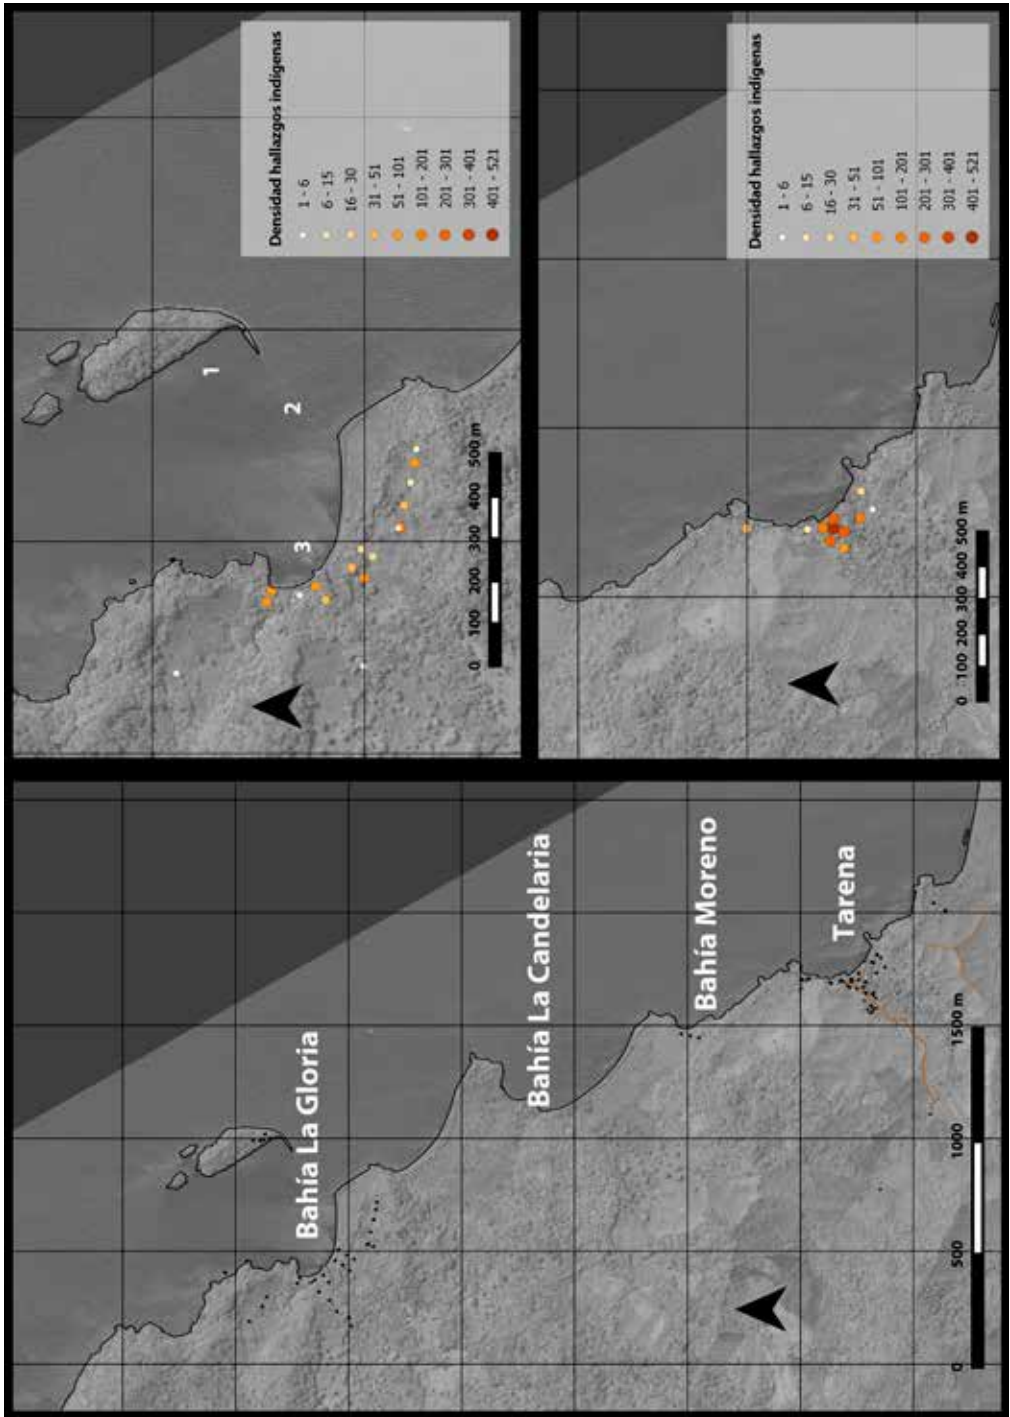 Bahía La Gloria
Bahía La Candelaria
Bahía Moreno
Tarena
0 500 1000 1500 m
1
2
3
Densidad hallazgos indígenas
1 - 6
6 - 15
16 - 30
31 - 51
51 - 101
101 - 201
201 - 301
301 - 401
401 - 521
0 100 200 300 400 500 m
Densidad hallazgos indígenas
1 - 6
6 - 15
16 - 30
31 - 51
51 - 101
101 - 201
201 - 301
301 - 401
401 - 521
0 100 200 300 400 500 m